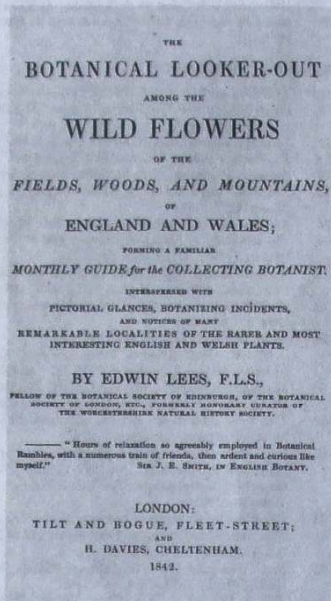 THE
BOTANICAL LOOKER-OUT
AMONG THE
WILD FLOWERS
OF THE
FIELDS, WOODS, AND MOUNTAINS,
OF
ENGLAND AND WALES;
FORMING A FAMILIAR
MONTHLY GUIDE for the COLLECTING BOTANIST.
INTERSPERSED WITH
PICTORIAL GLANCES, BOTANIZING INCIDENTS,
AND NOTICES OF MANY
REMARKABLE LOCALITIES OF THE RARER AND MOST
INTERESTING ENGLISH AND WELSH PLANTS.
BY EDWIN LEES, F.L.S.,
FELLOW OF THE BOTANICAL SOCIETY OF EDINBURGH, OF THE BOTANICAL
SOCIETY OF LONDON, ETC., FORMERLY HONORARY CURATOR OF
THE WORCESTERSHIRE NATURAL HISTORY SOCIETY.
——— "Hours of relaxation so agreeably employed in Botanical
Rambles, with a numerous train of friends, then ardent and curious like
myself." SIR J. E. SMITH, IN ENGLISH BOTANY.
LONDON:
TILT AND BOGUE, FLEET-STREET;
AND
H. DAVIES, CHELTENHAM.
1842.